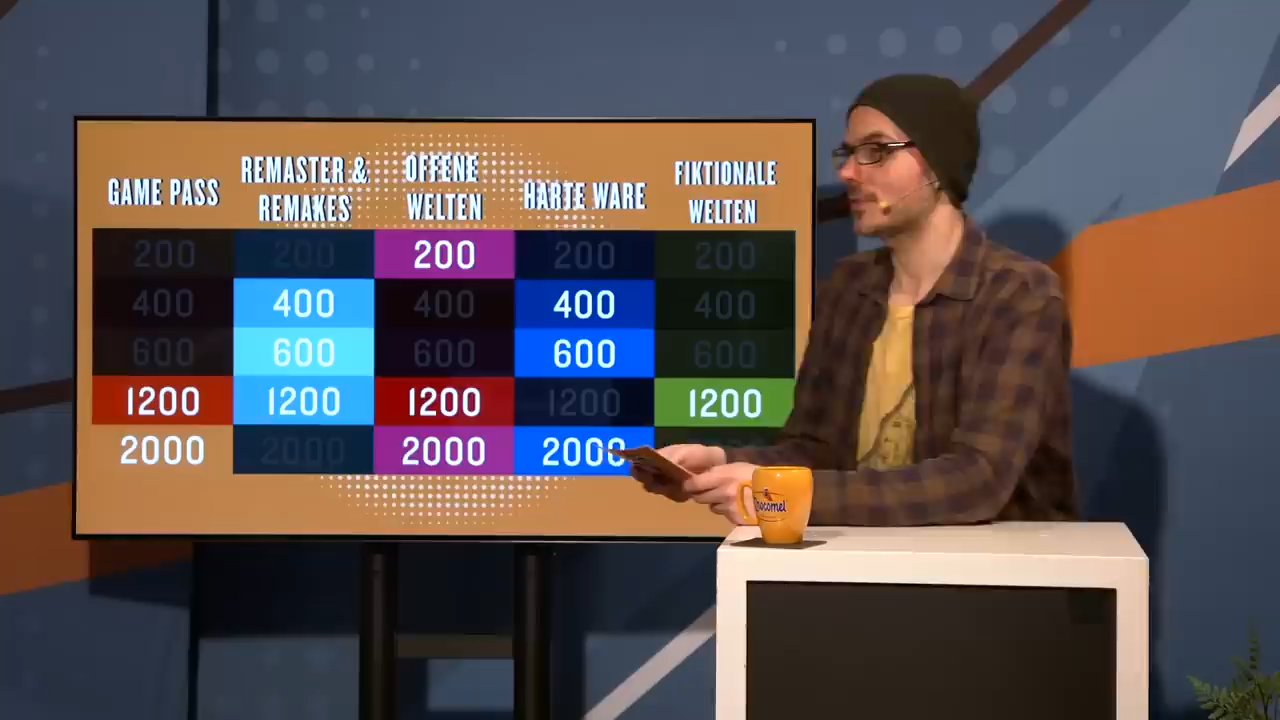 GAME PASS
REMASTER &
REMAKES
OFFENE
WELTEN
HARTE WARE
FIKTIONALE
WELTEN
200 200 200 200 200
400 400 400 400 400
600 600 600 600 600
1200 1200 1200 1200 1200
2000 2000 2000 2000
Chocomel